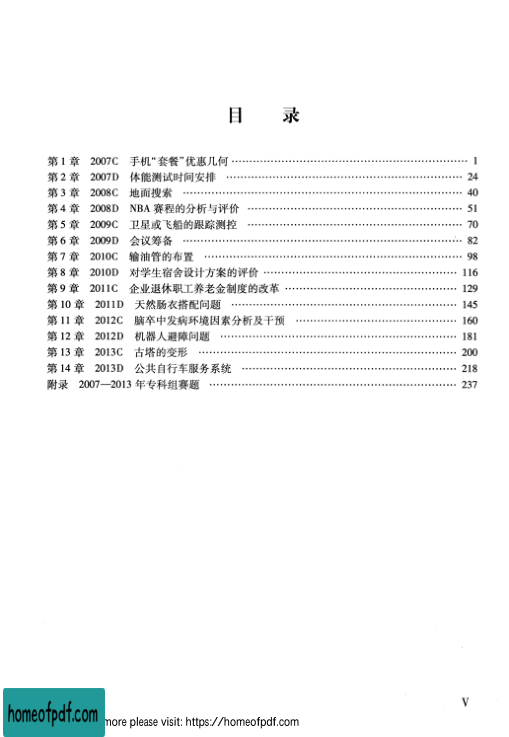 目 录
第 1 章 2007C 手机“套餐”优惠几何 ······ 1
第 2 章 2007D 体能测试时间安排 ······ 24
第 3 章 2008C 地面搜索 ······ 40
第 4 章 2008D NBA 赛程的分析与评价 ······ 51
第 5 章 2009C 卫星或飞船的跟踪测控 ······ 70
第 6 章 2009D 会议筹备 ······ 82
第 7 章 2010C 输油管的布置 ······ 98
第 8 章 2010D 对学生宿舍设计方案的评价 ······ 116
第 9 章 2011C 企业退休职工养老金制度的改革 ······ 129
第 10 章 2011D 天然肠衣搭配问题 ······ 145
第 11 章 2012C 脑卒中发病环境因素分析及干预 ······ 160
第 12 章 2012D 机器人避障问题 ······ 181
第 13 章 2013C 古塔的变形 ······ 200
第 14 章 2013D 公共自行车服务系统 ······ 218
附录 2007—2013 年专科组赛题 ······ 237
V
homeofpdf.com
more please visit: https://homeofpdf.com